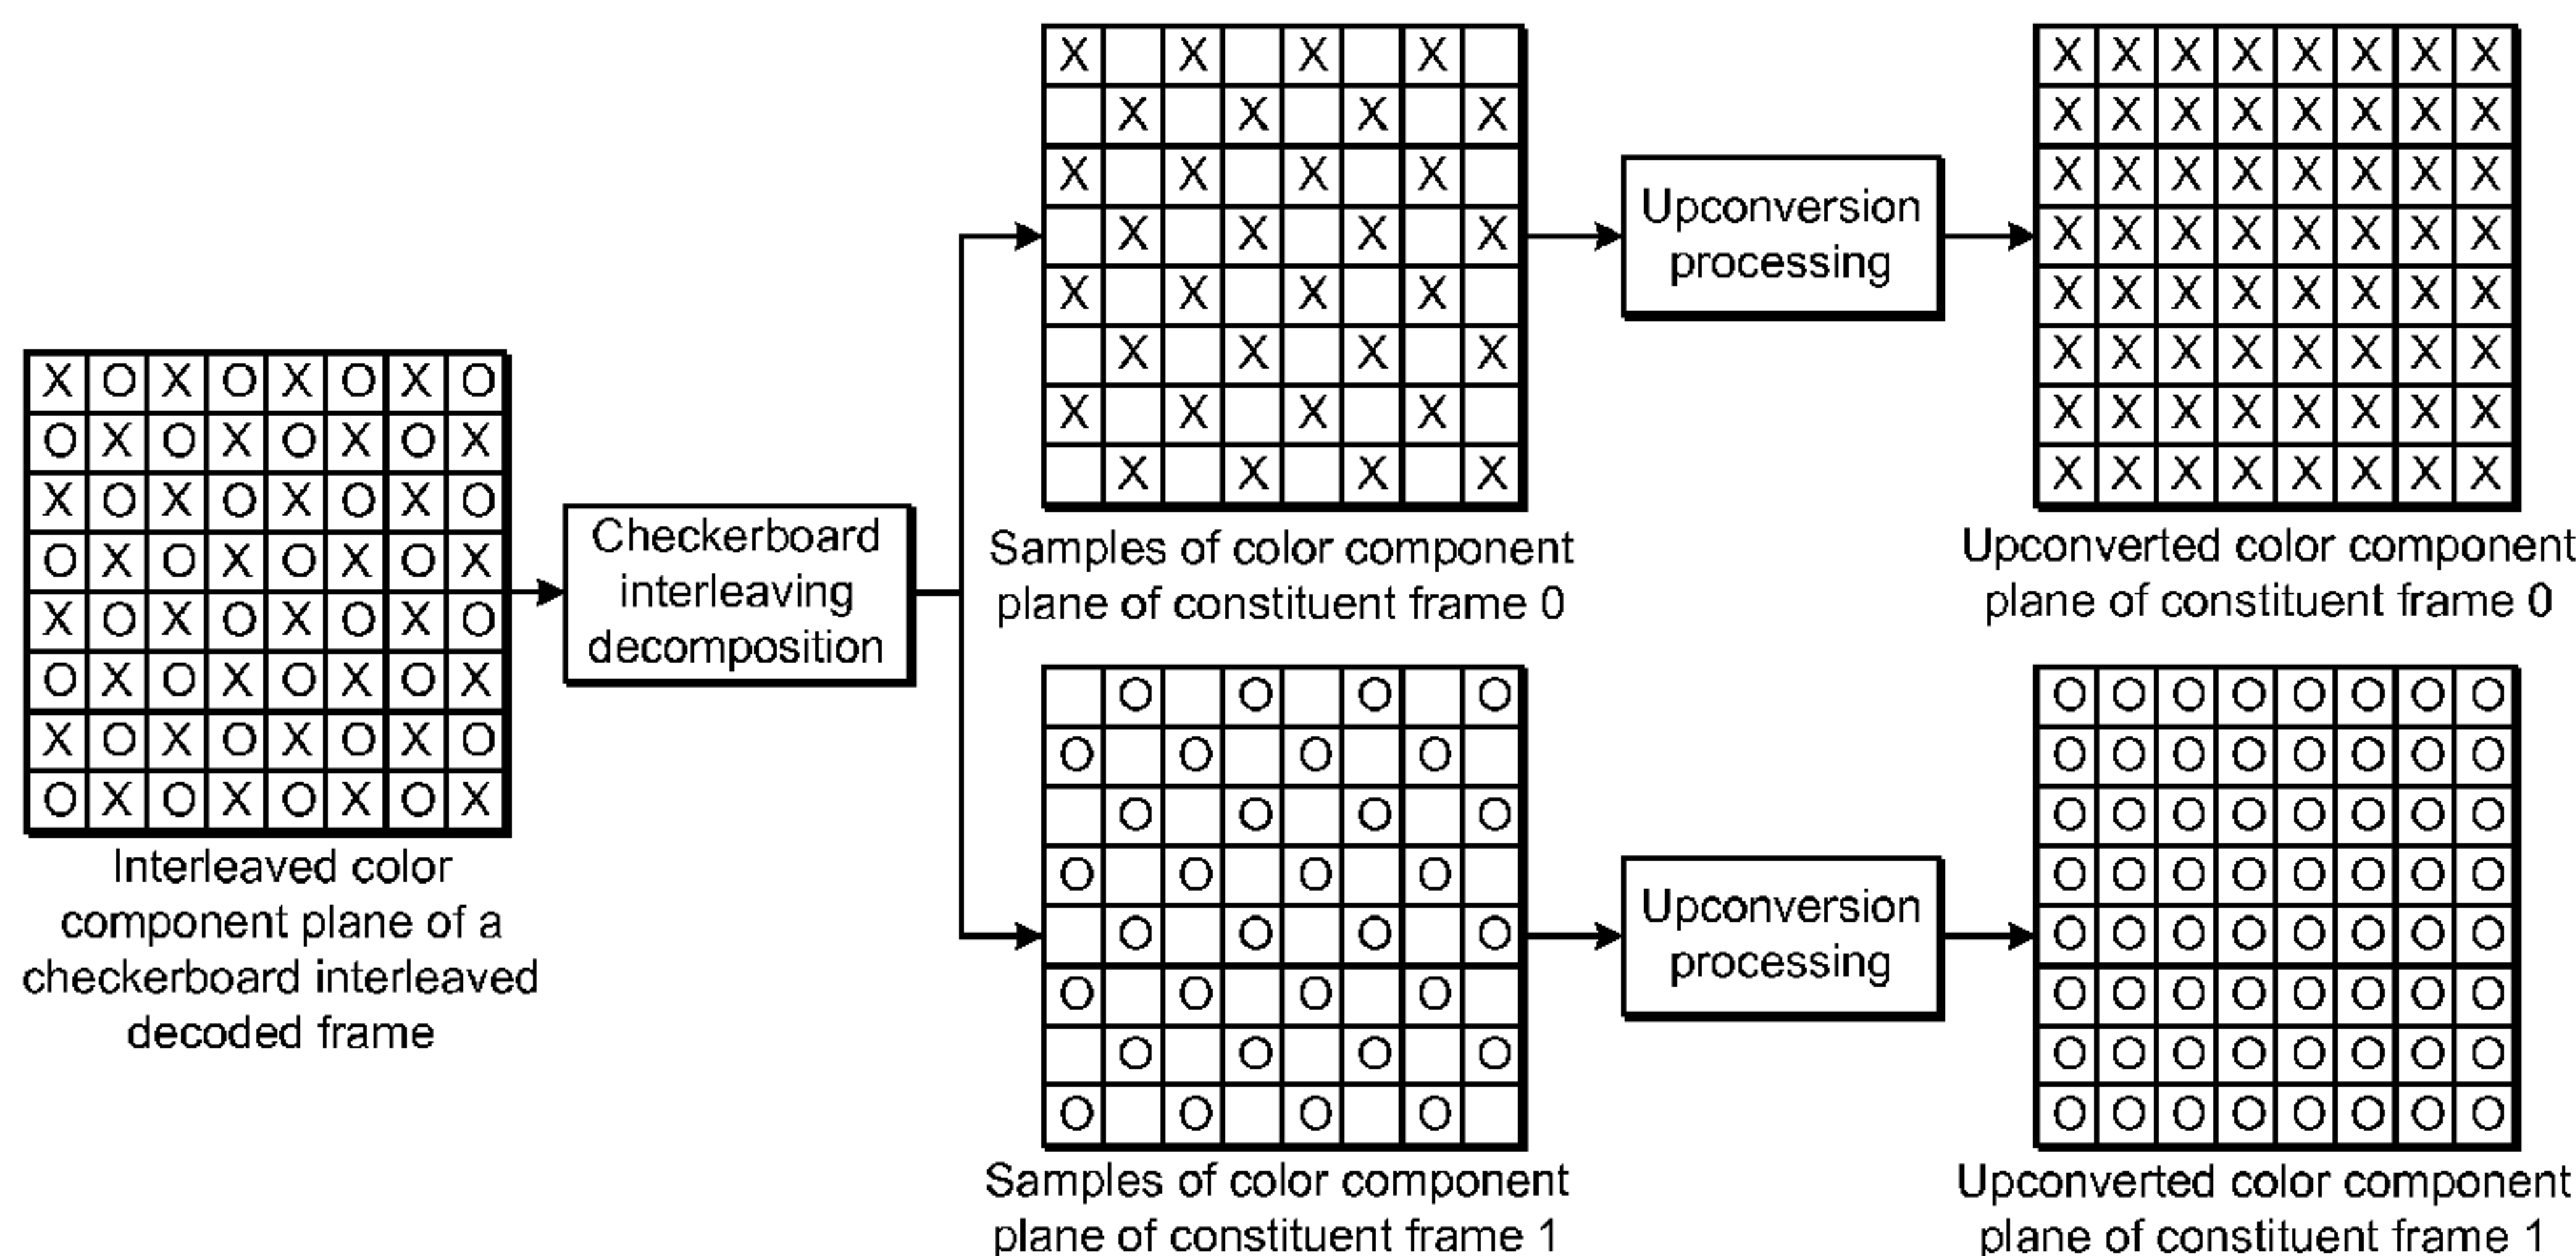 X O X O X O X O
O X O X O X O X
X O X O X O X O
O X O X O X O X
X O X O X O X O
O X O X O X O X
X O X O X O X O
O X O X O X O X
Interleaved color
component plane of a
checkerboard interleaved
decoded frame
Checkerboard
interleaving
decomposition
X X X X
X X X X
X X X X
X X X X
X X X X
X X X X
X X X X
X X X X
Samples of color component
plane of constituent frame 0
Upconversion
processing
X X X X X X X X
X X X X X X X X
X X X X X X X X
X X X X X X X X
X X X X X X X X
X X X X X X X X
X X X X X X X X
X X X X X X X X
Upconverted color component
plane of constituent frame 0
O O O O
O O O O
O O O O
O O O O
O O O O
O O O O
O O O O
O O O O
Samples of color component
plane of constituent frame 1
Upconversion
processing
O O O O O O O O
O O O O O O O O
O O O O O O O O
O O O O O O O O
O O O O O O O O
O O O O O O O O
O O O O O O O O
O O O O O O O O
Upconverted color component
plane of constituent frame 1